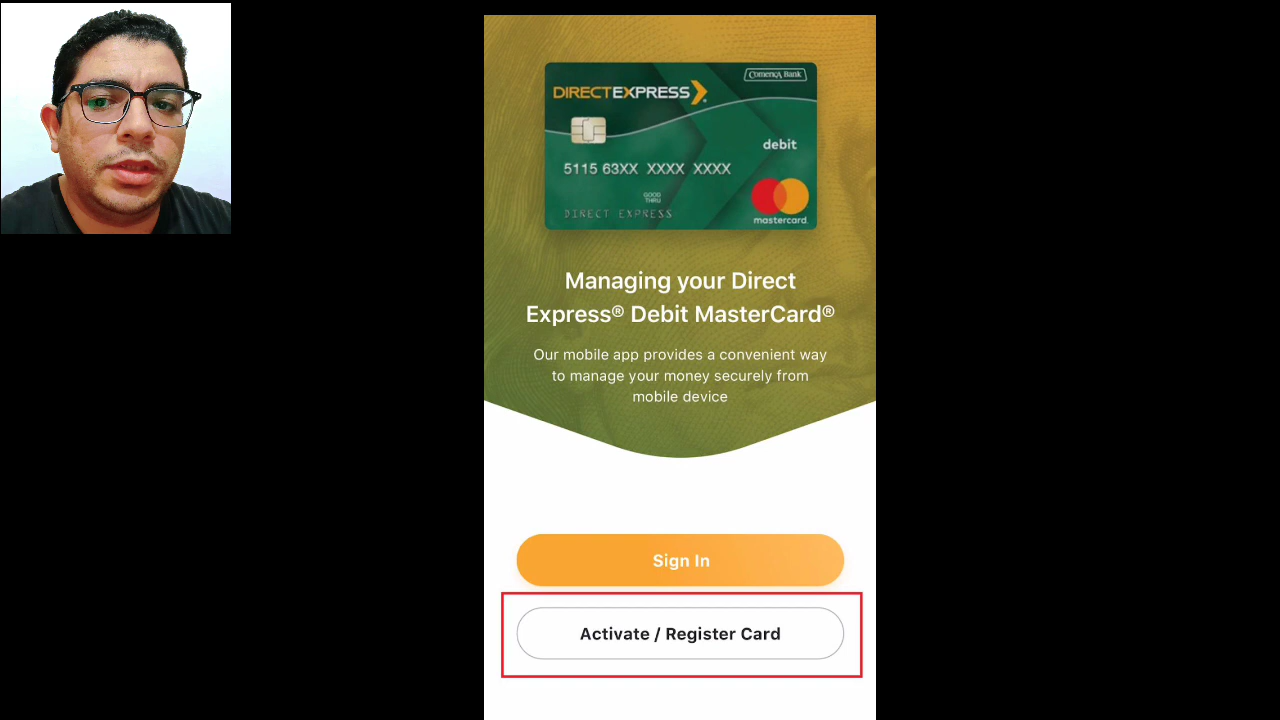 Comerica Bank
DIRECTEXPRESS
debit
5115 63XX XXXX XXXX
GOOD
THRU
DIRECT EXPRESS
mastercard.
Managing your Direct
Express® Debit MasterCard®
Our mobile app provides a convenient way
to manage your money securely from
mobile device
Sign In
Activate / Register Card